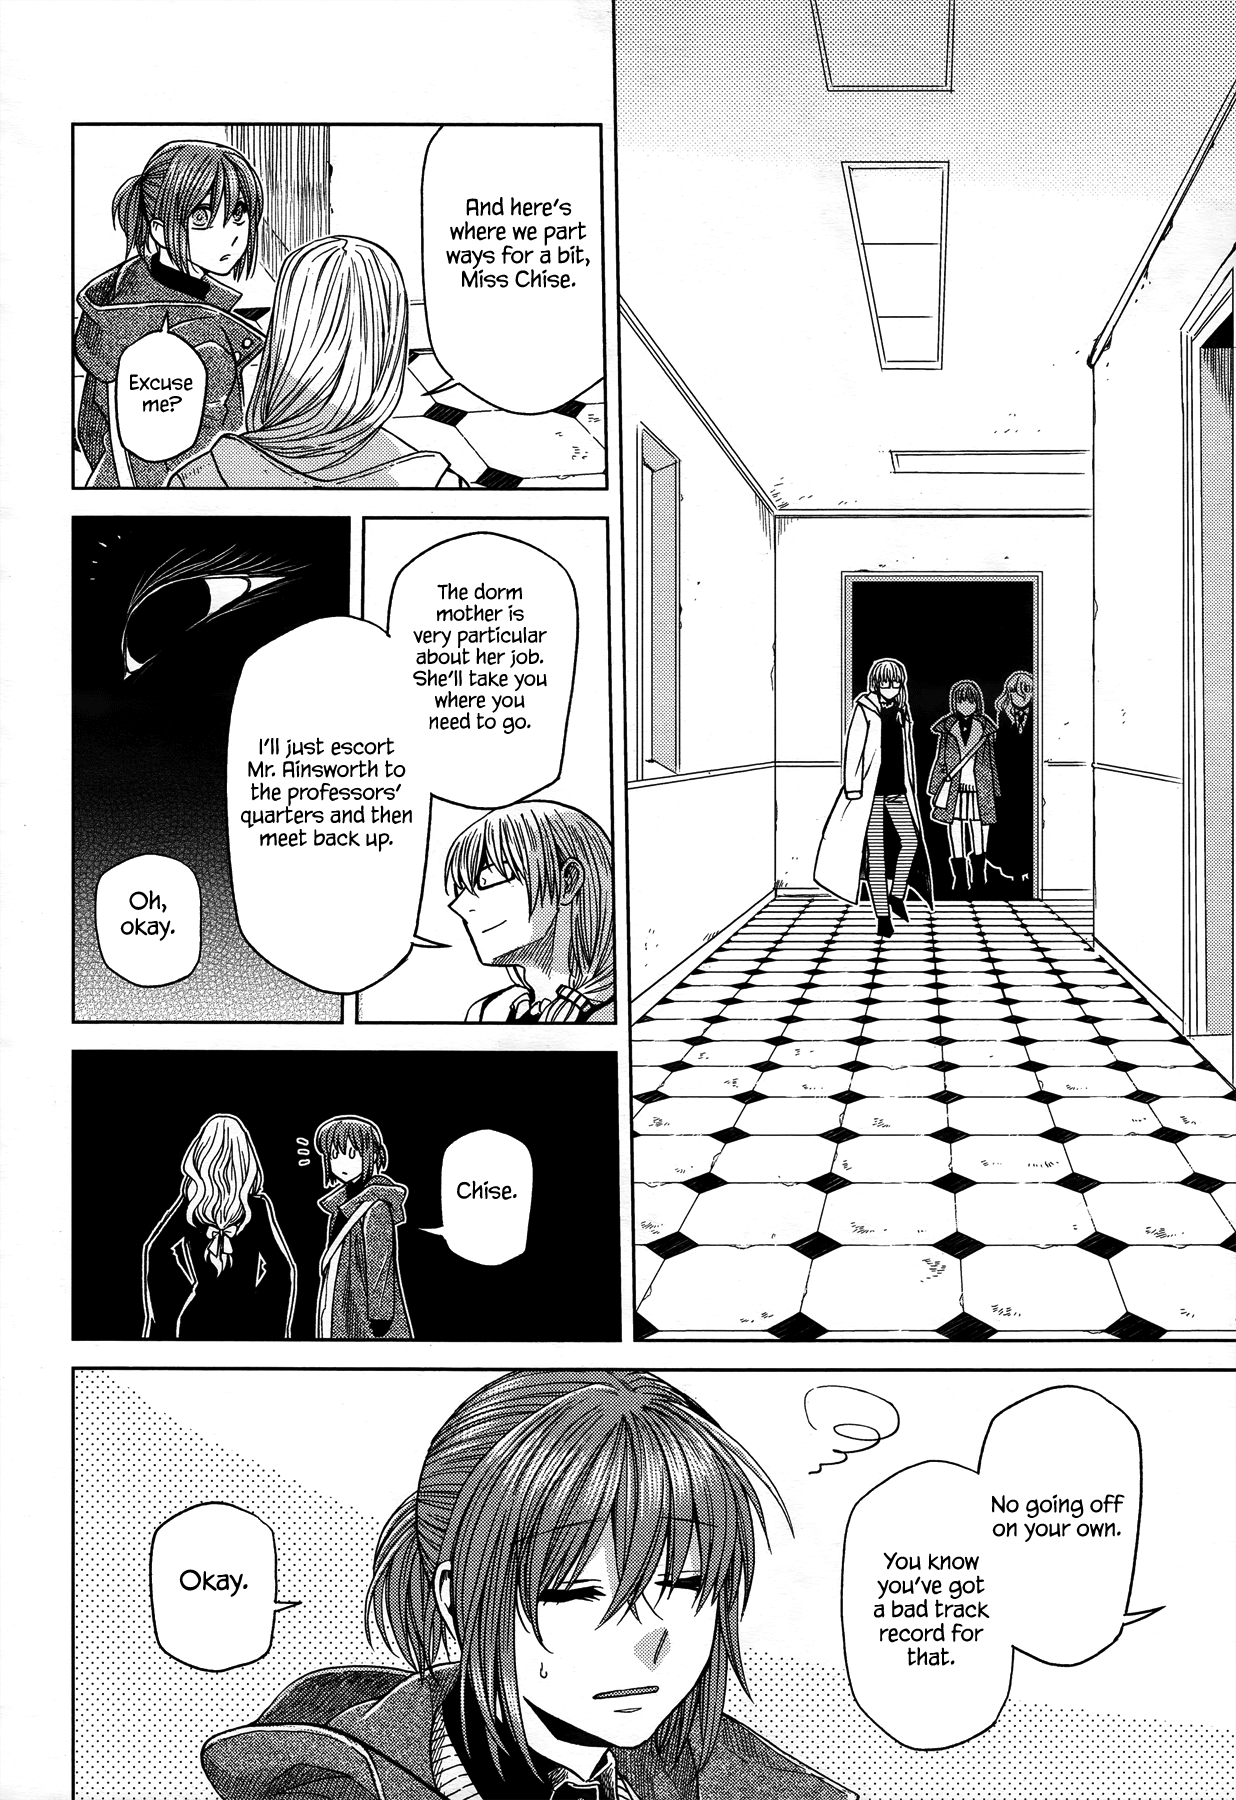 And here's
where we part
ways for a bit,
Miss Chise.
Excuse
me?
The dorm
mother is
very particular
about her job.
She'll take you
where you
need to go.
I'll just escort
Mr. Ainsworth to
the professors'
quarters and then
meet back up.
Oh,
okay.
Chise.
No going off
on your own.
You know
you've got
a bad track
record for
that.
Okay.